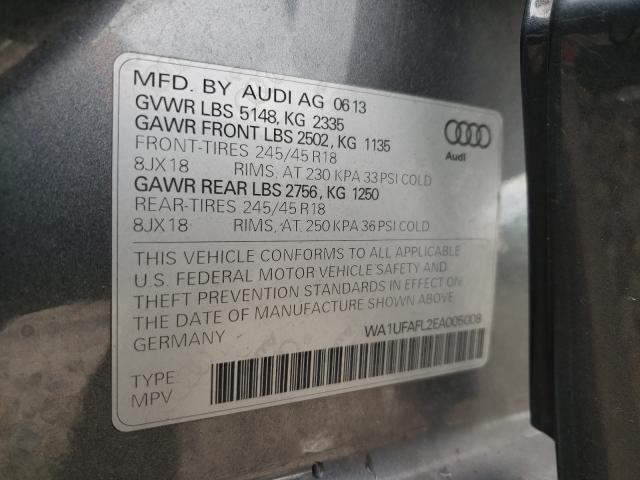 MFD. BY AUDI AG 0613
GVWR LBS 5148, KG 2335
GAWR FRONT LBS 2502, KG 1135
FRONT-TIRES 245/45 R18
8JX18 RIMS, AT 230 KPA 33 PSI COLD
GAWR REAR LBS 2756, KG 1250
REAR-TIRES 245/45 R18
8JX18 RIMS, AT. 250 KPA 36 PSI COLD
Audi
THIS VEHICLE CONFORMS TO ALL APPLICABLE
U.S. FEDERAL MOTOR VEHICLE SAFETY AND
THEFT PREVENTION STANDARDS IN EFFECT ON
THE DATE OF MANUFACTURE SHOWN ABOVE
GERMANY
WA1UFAFL2EA005008
TYPE
MPV